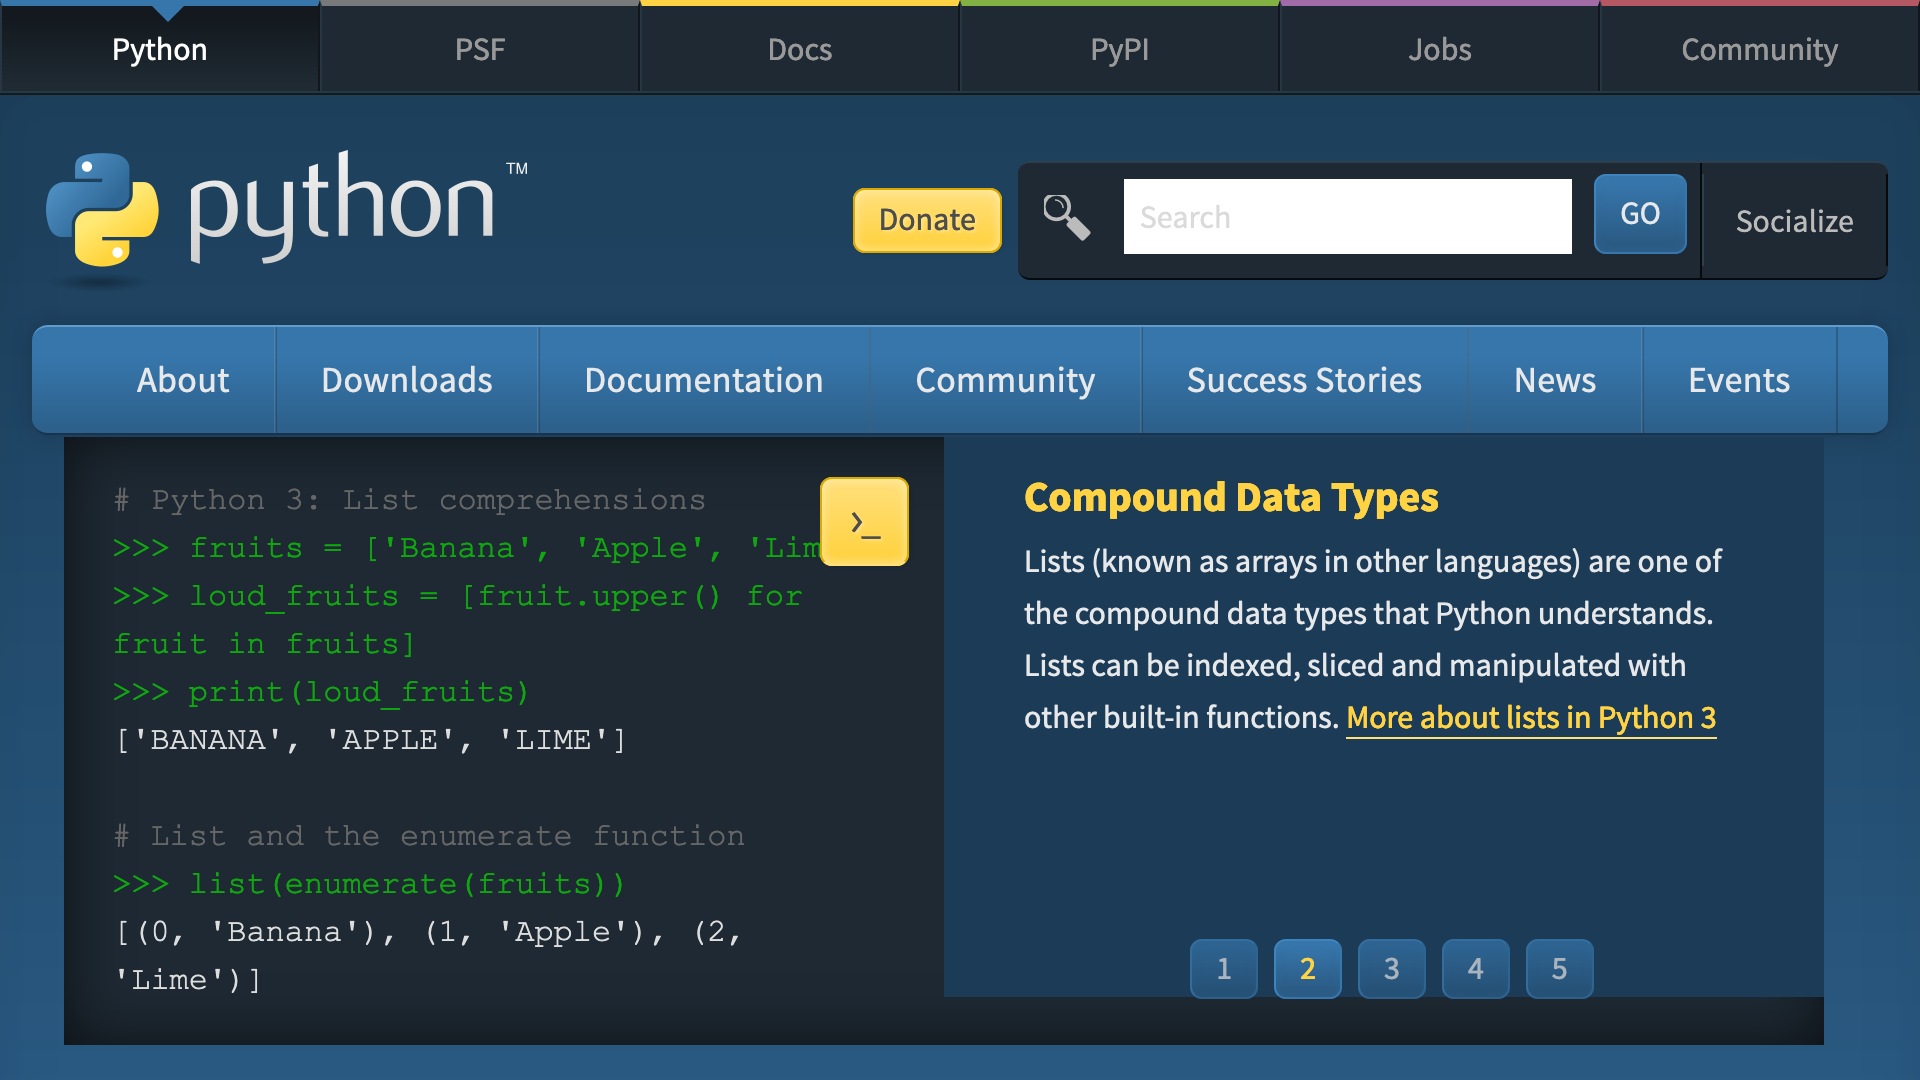 Python
PSF
Docs
PyPI
Jobs
Community
python™
Donate
Search
GO
Socialize
About
Downloads
Documentation
Community
Success Stories
News
Events
# Python 3: List comprehensions
>>> fruits = ['Banana', 'Apple', 'Lim
>>> loud_fruits = [fruit.upper() for
fruit in fruits]
>>> print(loud_fruits)
['BANANA', 'APPLE', 'LIME']
# List and the enumerate function
>>> list(enumerate(fruits))
[(0, 'Banana'), (1, 'Apple'), (2,
'Lime')]
>_
Compound Data Types
Lists (known as arrays in other languages) are one of
the compound data types that Python understands.
Lists can be indexed, sliced and manipulated with
other built-in functions. More about lists in Python 3
1
2
3
4
5